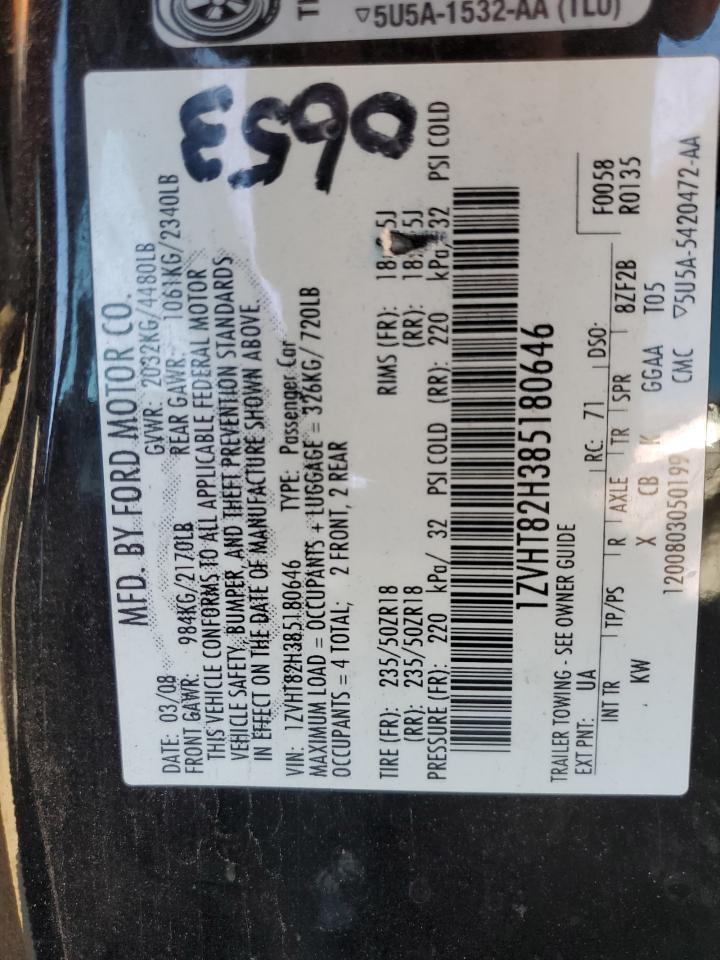 5U5A-1532-AA (TLU)
0653
MFD. BY FORD MOTOR CO.
DATE: 03/08 GVWR: 2032KG/4480LB
FRONT GAWR: 984KG/2170LB REAR GAWR: 1061KG/2340LB
THIS VEHICLE CONFORMS TO ALL APPLICABLE FEDERAL MOTOR
VEHICLE SAFETY, BUMPER, AND THEFT PREVENTION STANDARDS
IN EFFECT ON THE DATE OF MANUFACTURE SHOWN ABOVE
VIN: 1ZVHT82H385180646 TYPE: Passenger Car
MAXIMUM LOAD = OCCUPANTS + LUGGAGE = 326KG/ 720LB
OCCUPANTS = 4 TOTAL; 2 FRONT, 2 REAR
TIRE (FR): 235/50ZR18 RIMS (FR):
(RR): 235/50ZR18 (RR):
PRESSURE (FR): 220 kPa/ 32 PSI COLD (RR): 220 kPa/ 32 PSI COLD
1ZVHT82H385180646
TRAILER TOWING - SEE OWNER GUIDE F0058
EXT PNT: UA RC: 71 DSO: R0135
INT TR TP/PS R AXLE TR SPR 8ZF2B
KW X CB K GGAA T05
120080305019 CMC ▽5U5A-5420472-AA